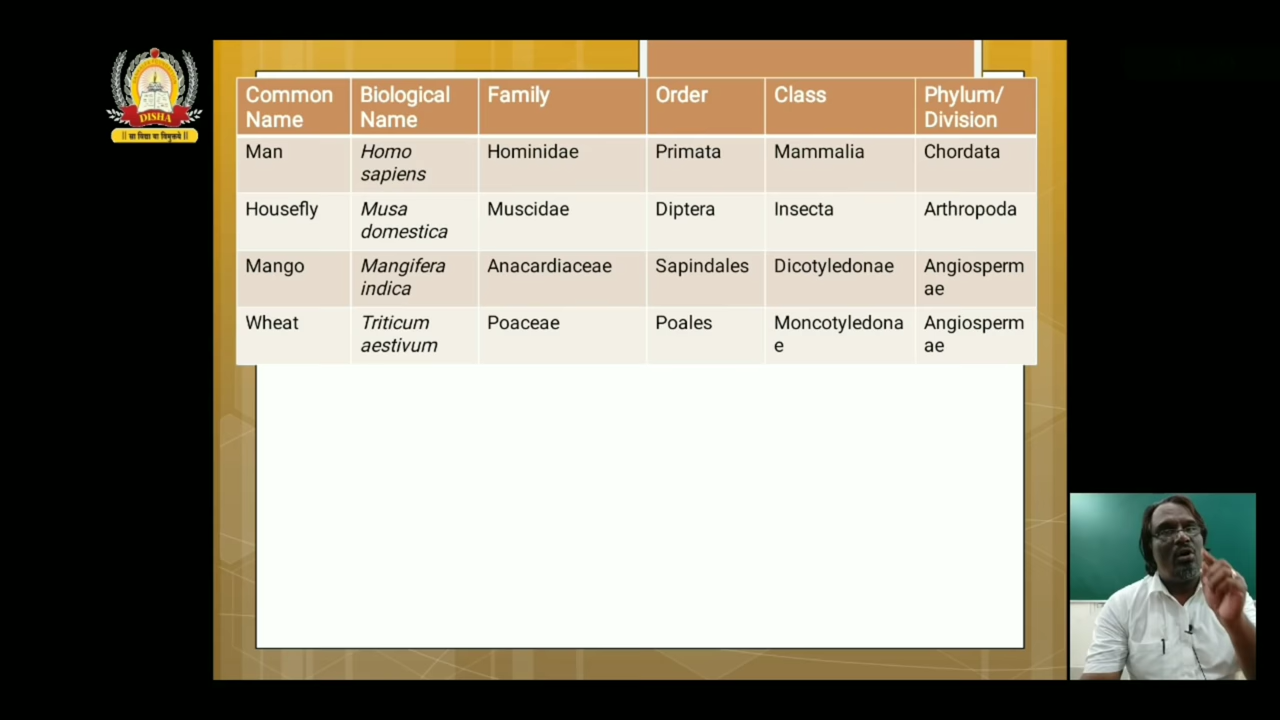 DISHA
|| सा विद्या या विमुक्तये ||
Common Name Biological Name Family Order Class Phylum/ Division
Man Homo sapiens Hominidae Primata Mammalia Chordata
Housefly Musa domestica Muscidae Diptera Insecta Arthropoda
Mango Mangifera indica Anacardiaceae Sapindales Dicotyledonae Angiospermae
Wheat Triticum aestivum Poaceae Poales Moncotyledonae Angiospermae